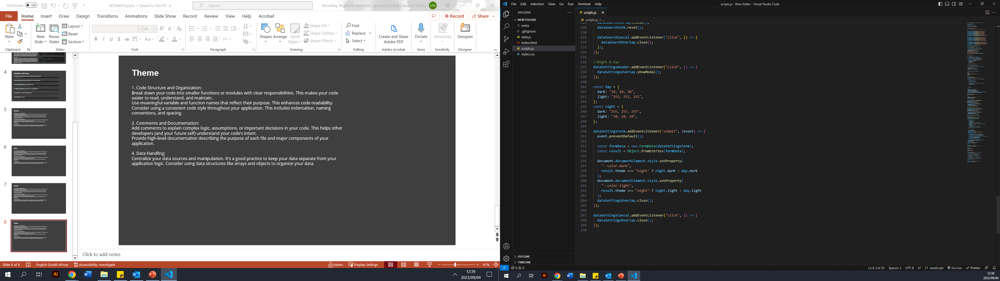 AutoSave Off
NOEMOO.pptx • Saved to this PC
Search
Moodley, Noeleen Kylie (Ms) (Summerstrand Campus North) MN
File Home Insert Draw Design Transitions Animations Slide Show Record Review View Help Acrobat
Record Share
Paste
Clipboard
New Slide
Reuse Slides
Layout
Reset
Section
Slides
24
B I U S ab AV Aa A
Font
Paragraph
Shapes Arrange Quick Styles
Shape Fill
Shape Outline
Shape Effects
Drawing
Find
Replace
Select
Editing
Create and Share Adobe PDF
Adobe Acrobat
Dictate
Voice
Sensitivity
Sensitivity
Designer
Designer
4
Identifying Code Issues
5
Preview
6
Filter
7
Search
8
Theme
Theme
1. Code Structure and Organization:
Break down your code into smaller functions or modules with clear responsibilities. This makes your code
easier to read, understand, and maintain.
Use meaningful variable and function names that reflect their purpose. This enhances code readability.
Consider using a consistent code style throughout your application. This includes indentation, naming
conventions, and spacing.
2. Comments and Documentation:
Add comments to explain complex logic, assumptions, or important decisions in your code. This helps other
developers (and your future self) understand your code's intent.
Provide high-level documentation describing the purpose of each file and major components of your
application.
4. Data Handling:
Centralize your data sources and manipulation. It's a good practice to keep your data separate from your
application logic. Consider using data structures like arrays and objects to organize your data.
Click to add notes
Slide 8 of 8 English (South Africa) Accessibility: Investigate
Notes Display Settings 81%
12:39
2023/09/04
File Edit Selection View Go Run Terminal Help
scripts.js - New folder - Visual Studio Code
EXPLORER
NEW FOLDER
meta
.gitignore
JS data.js
<> index.html
JS scripts.js
# styles.css
OUTLINE
TIMELINE
JS scripts.js
JS scripts.js > ...
228 dataSearchOverlay.close();
229 dataSearchForm.reset();
230
231 dataSearchCancel.addEventListener("click", () => {
232 dataSearchOverlay.close();
233 });
234 });
235
236 //Night & Day
237 dataSettingsHeader.addEventListener("click", () => {
238 dataSettingsOverlay.showModal();
239 });
240
241 const day = {
242 dark: "10, 10, 20",
243 light: "255, 255, 255",
244 };
245 const night = {
246 dark: "255, 255, 255",
247 light: "10, 10, 20",
248 };
249
250 dataSettingsForm.addEventListener("submit", (event) => {
251 event.preventDefault();
252
253 const formData = new FormData(dataSettingsForm);
254 const result = Object.fromEntries(formData);
255
256 document.documentElement.style.setProperty(
257 "--color-dark",
258 result.theme === "night" ? night.dark : day.dark
259 );
260 document.documentElement.style.setProperty(
261 "--color-light",
262 result.theme === "night" ? night.light : day.light
263 );
264 dataSettingsOverlay.close();
265 });
266
267 dataSettingsCancel.addEventListener("click", () => {
268 dataSettingsOverlay.close();
269 });
270
0 0
Ln 6, Col 35 Spaces: 2 UTF-8 LF {} JavaScript Go Live Prettier
12:39
2023/09/04